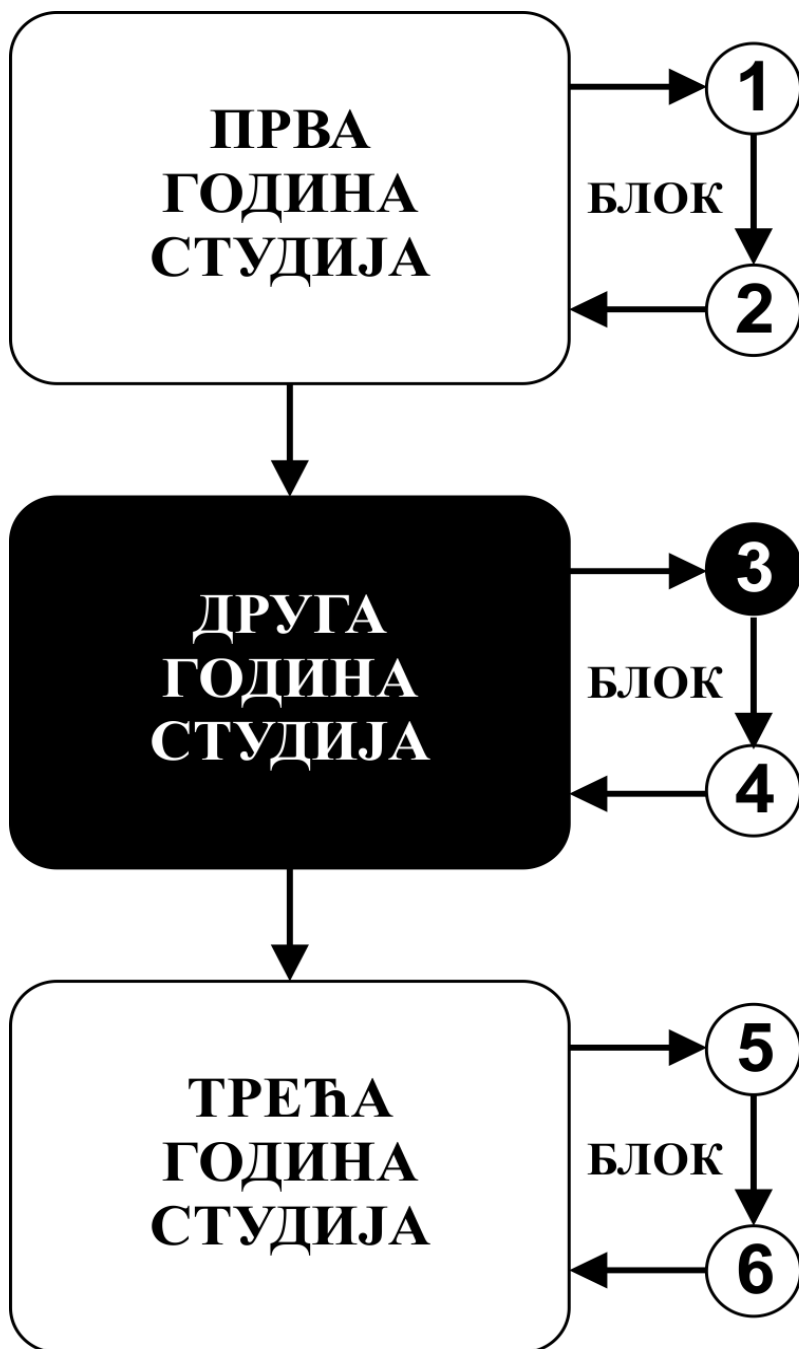 ПРВА
ГОДИНА
СТУДИЈА
1
БЛОК
2
ДРУГА
ГОДИНА
СТУДИЈА
3
БЛОК
4
ТРЕЋА
ГОДИНА
СТУДИЈА
5
БЛОК
6